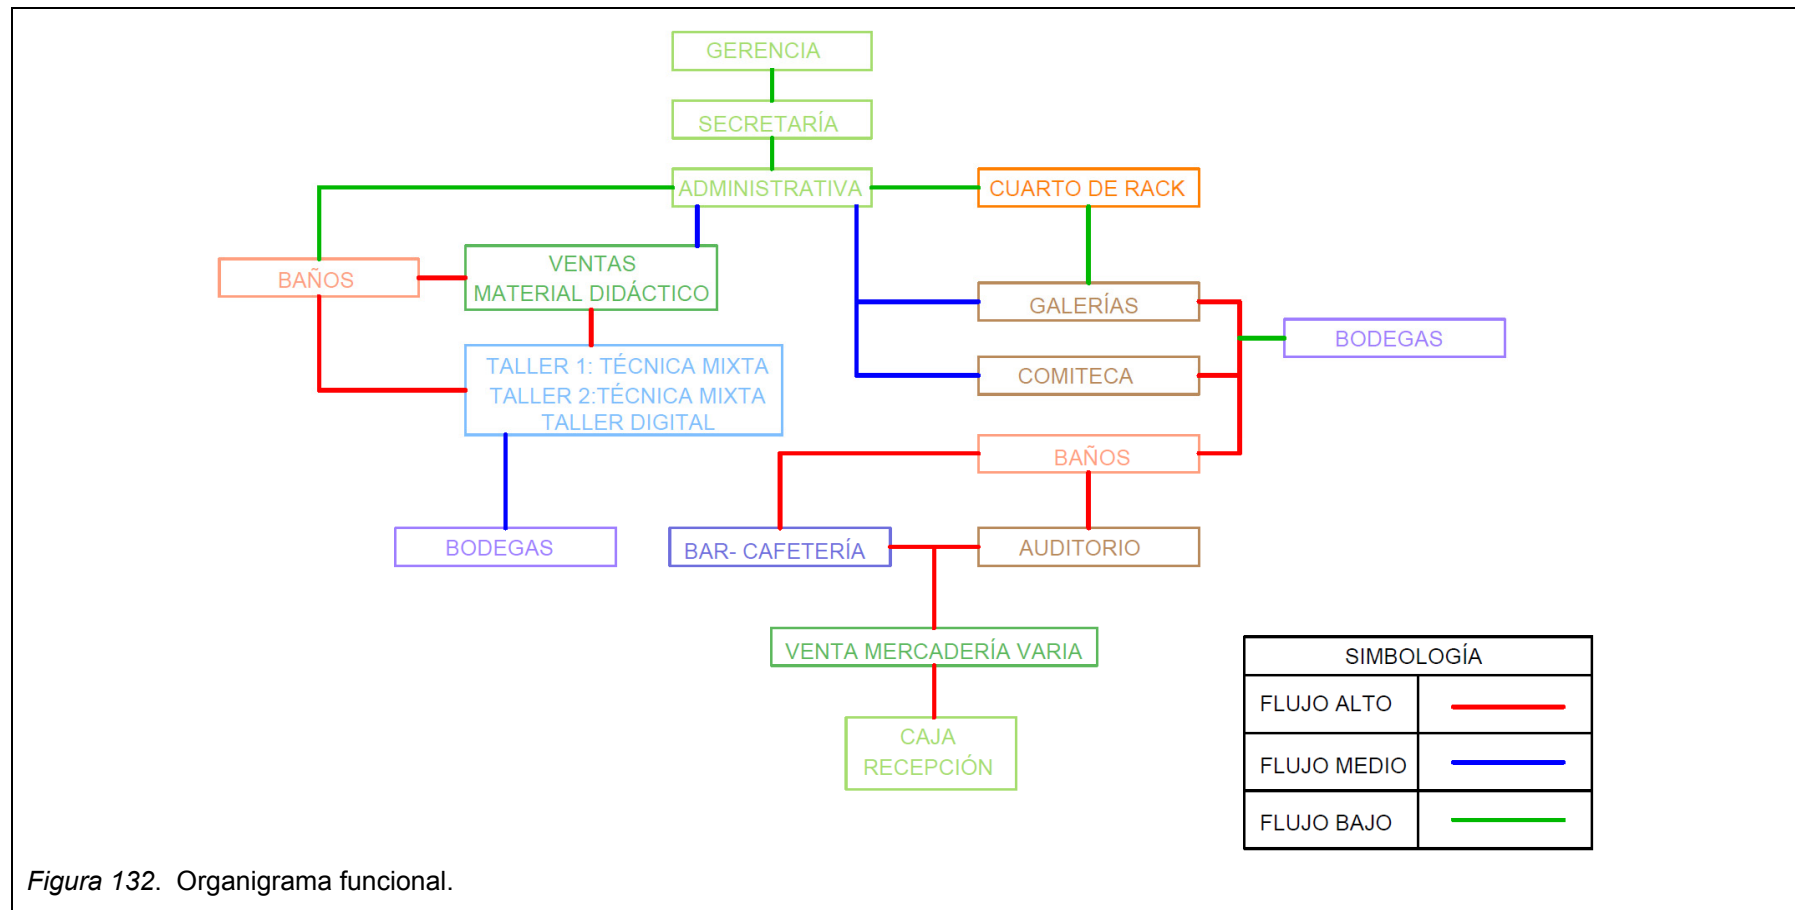 GERENCIA
SECRETARÍA
ADMINISTRATIVA
CUARTO DE RACK
BAÑOS
VENTAS
MATERIAL DIDÁCTICO
GALERÍAS
BODEGAS
TALLER 1: TÉCNICA MIXTA
TALLER 2:TÉCNICA MIXTA
TALLER DIGITAL
COMITECA
BAÑOS
BODEGAS
BAR- CAFETERÍA
AUDITORIO
VENTA MERCADERÍA VARIA
CAJA
RECEPCIÓN
SIMBOLOGÍA
FLUJO ALTO
FLUJO MEDIO
FLUJO BAJO
Figura 132. Organigrama funcional.